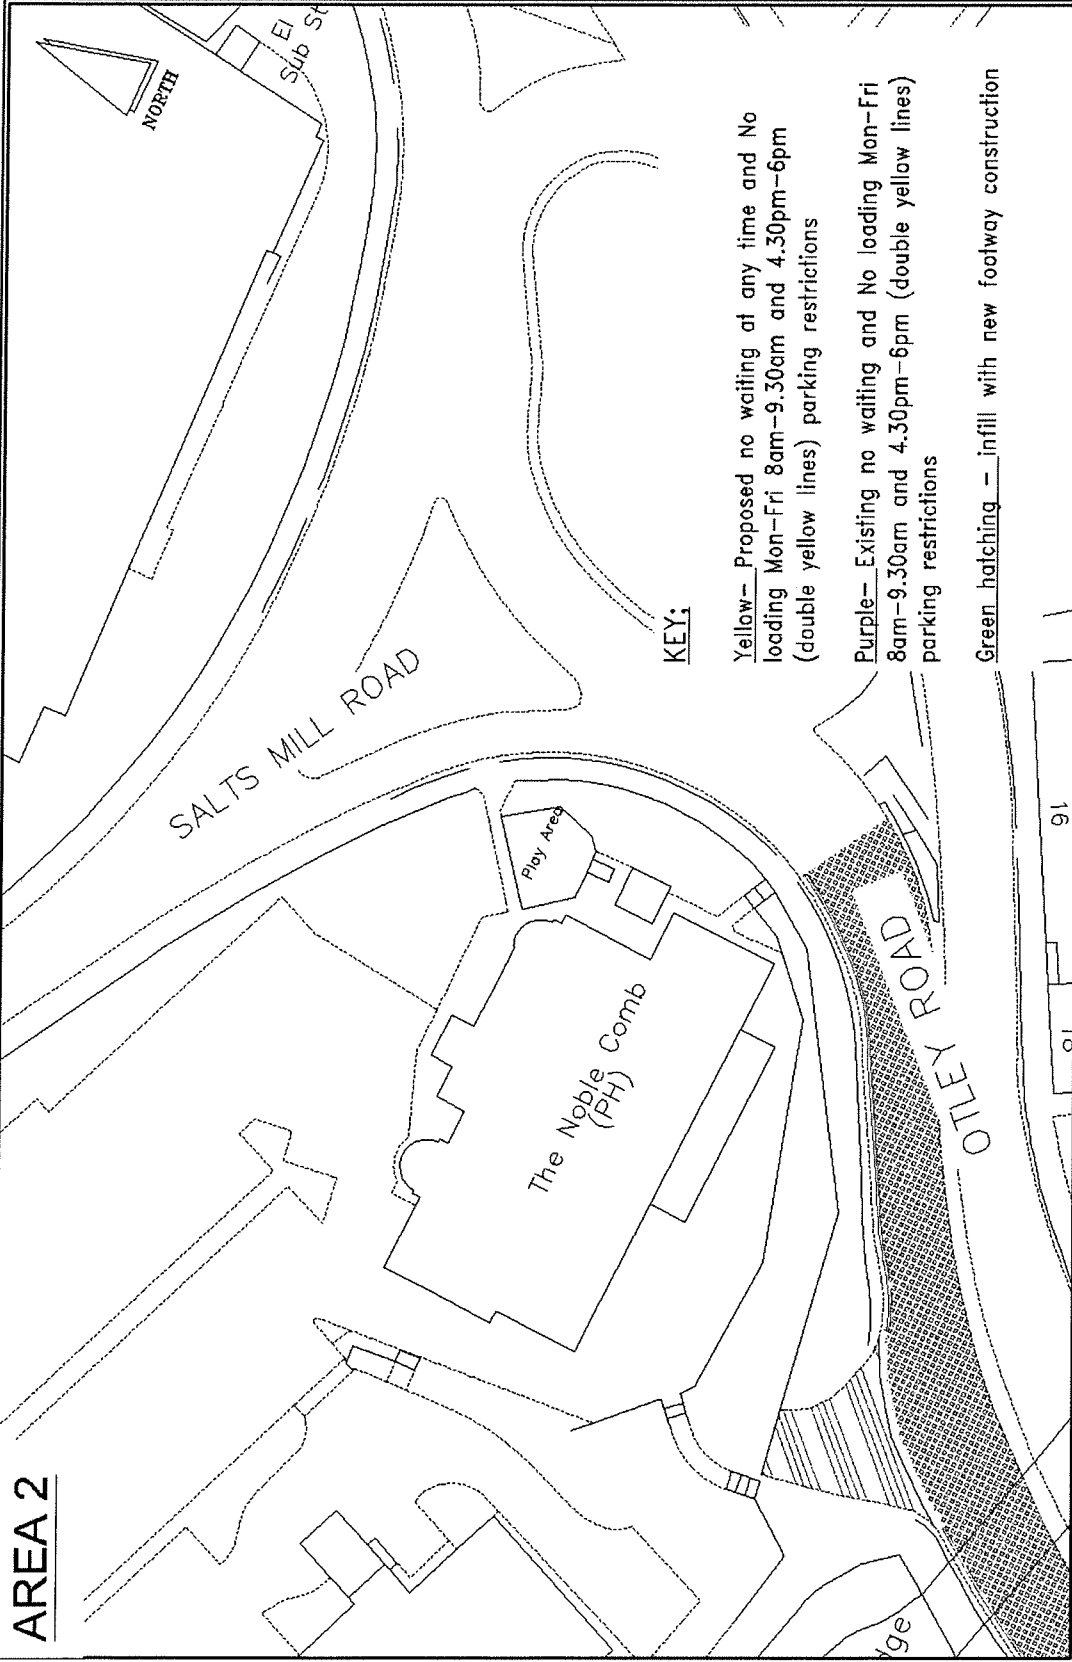 AREA 2
NORTH
El
Sub St
SALTS MILL ROAD
Play Area
The Noble Comb
(PH)
OTLEY ROAD
16
18
KEY:
Yellow- Proposed no waiting at any time and No
loading Mon-Fri 8am-9.30am and 4.30pm-6pm
(double yellow lines) parking restrictions
Purple- Existing no waiting and No loading Mon-Fri
8am-9.30am and 4.30pm-6pm (double yellow lines)
parking restrictions
Green hatching - infill with new footway construction
dge